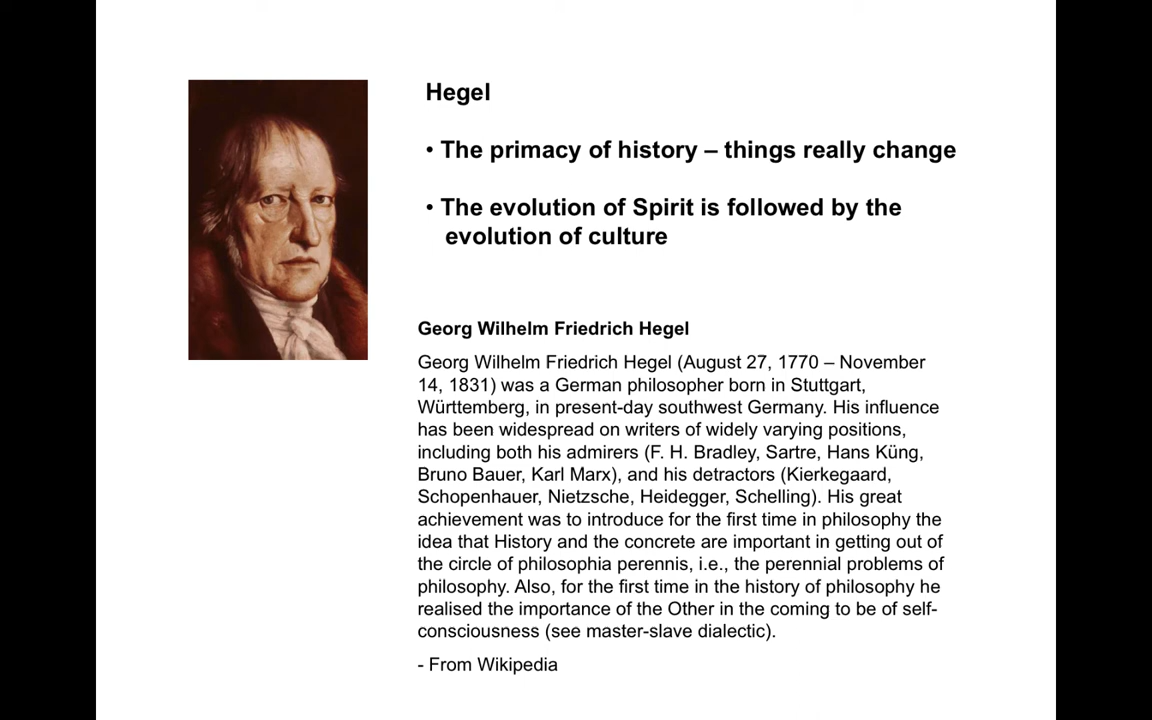 Hegel
• The primacy of history – things really change
• The evolution of Spirit is followed by the
evolution of culture
Georg Wilhelm Friedrich Hegel
Georg Wilhelm Friedrich Hegel (August 27, 1770 – November
14, 1831) was a German philosopher born in Stuttgart,
Württemberg, in present-day southwest Germany. His influence
has been widespread on writers of widely varying positions,
including both his admirers (F. H. Bradley, Sartre, Hans Küng,
Bruno Bauer, Karl Marx), and his detractors (Kierkegaard,
Schopenhauer, Nietzsche, Heidegger, Schelling). His great
achievement was to introduce for the first time in philosophy the
idea that History and the concrete are important in getting out of
the circle of philosophia perennis, i.e., the perennial problems of
philosophy. Also, for the first time in the history of philosophy he
realised the importance of the Other in the coming to be of self-
consciousness (see master-slave dialectic).
- From Wikipedia